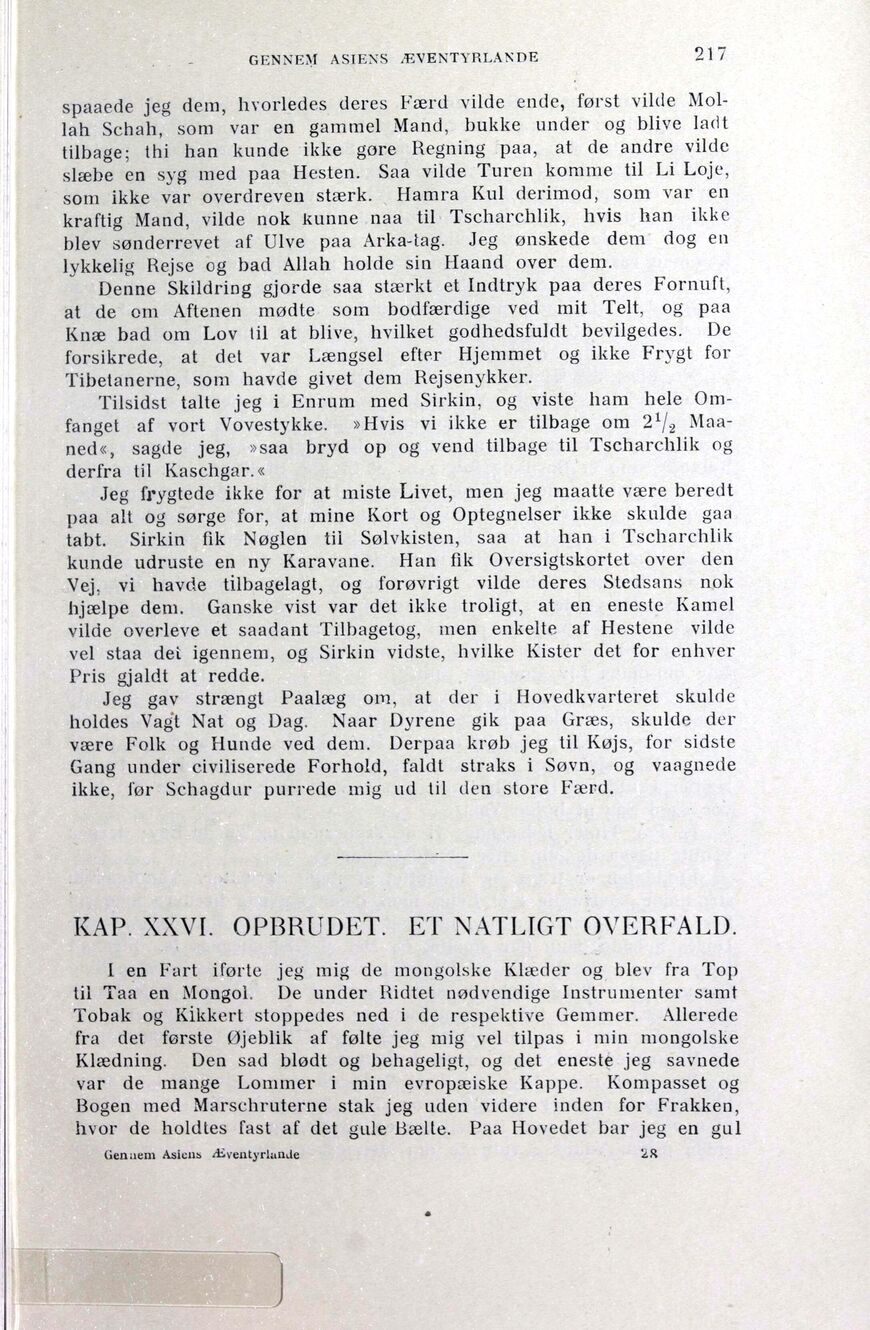 GENNEM ASIENS ÆVENTYRLANDE 217
spaaede jeg dem, hvorledes deres Færd vilde ende, først vilde Mol-
lah Schah, som var en gammel Mand, bukke under og blive ladt
tilbage; thi han kunde ikke gøre Regning paa, at de andre vilde
slæbe en syg med paa Hesten. Saa vilde Turen komme til Li Loje,
som ikke var overdreven stærk. Hamra Kul derimod, som var en
kraftig Mand, vilde nok kunne naa til Tscharchlik, hvis han ikke
blev sønderrevet af Ulve paa Arka-tag. Jeg ønskede dem dog en
lykkelig Rejse og bad Allah holde sin Haand over dem.
Denne Skildring gjorde saa stærkt et Indtryk paa deres Fornuft,
at de om Aftenen mødte som bodfærdige ved mit Telt, og paa
Knæ bad om Lov til at blive, hvilket godhedsfuldt bevilgedes. De
forsikrede, at det var Længsel efter Hjemmet og ikke Frygt for
Tibetanerne, som havde givet dem Rejsenykker.
Tilsidst talte jeg i Enrum med Sirkin, og viste ham hele Om-
fanget af vort Vovestykke. »Hvis vi ikke er tilbage om 2½ Maa-
ned«, sagde jeg, »saa bryd op og vend tilbage til Tscharchlik og
derfra til Kaschgar.«
Jeg frygtede ikke for at miste Livet, men jeg maatte være beredt
paa alt og sørge for, at mine Kort og Optegnelser ikke skulde gaa
tabt. Sirkin fik Nøglen til Sølvkisten, saa at han i Tscharchlik
kunde udruste en ny Karavane. Han fik Oversigtskortet over den
Vej, vi havde tilbagelagt, og forøvrigt vilde deres Stedsans nok
hjælpe dem. Ganske vist var det ikke troligt, at en eneste Kamel
vilde overleve et saadant Tilbagetog, men enkelte af Hestene vilde
vel staa det igennem, og Sirkin vidste, hvilke Kister det for enhver
Pris gjaldt at redde.
Jeg gav strængt Paalæg om, at der i Hovedkvarteret skulde
holdes Vagt Nat og Dag. Naar Dyrene gik paa Græs, skulde der
være Folk og Hunde ved dem. Derpaa krøb jeg til Køjs, for sidste
Gang under civiliserede Forhold, faldt straks i Søvn, og vaagnede
ikke, før Schagdur purrede mig ud til den store Færd.
KAP. XXVI. OPBRUDET. ET NATLIGT OVERFALD.
I en Fart iførte jeg mig de mongolske Klæder og blev fra Top
til Taa en Mongol. De under Ridtet nødvendige Instrumenter samt
Tobak og Kikkert stoppedes ned i de respektive Gemmer. Allerede
fra det første Øjeblik af følte jeg mig vel tilpas i min mongolske
Klædning. Den sad blødt og behageligt, og det eneste jeg savnede
var de mange Lommer i min evropæiske Kappe. Kompasset og
Bogen med Marschruterne stak jeg uden videre inden for Frakken,
hvor de holdtes fast af det gule Bælte. Paa Hovedet bar jeg en gul
Gennem Asiens Æventyrlande 28